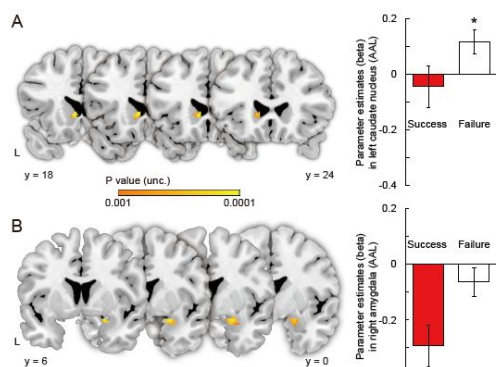 A
L
y = 18
y = 24
P value (unc.)
0.001
0.0001
Parameter estimates (beta)
in left caudate nucleus (AAL)
0.2
0
-0.2
-0.4
*
Success
Failure
B
L
y = 6
y = 0
Parameter estimates (beta)
in right amygdala (AAL)
0.2
0
-0.2
Success
Failure